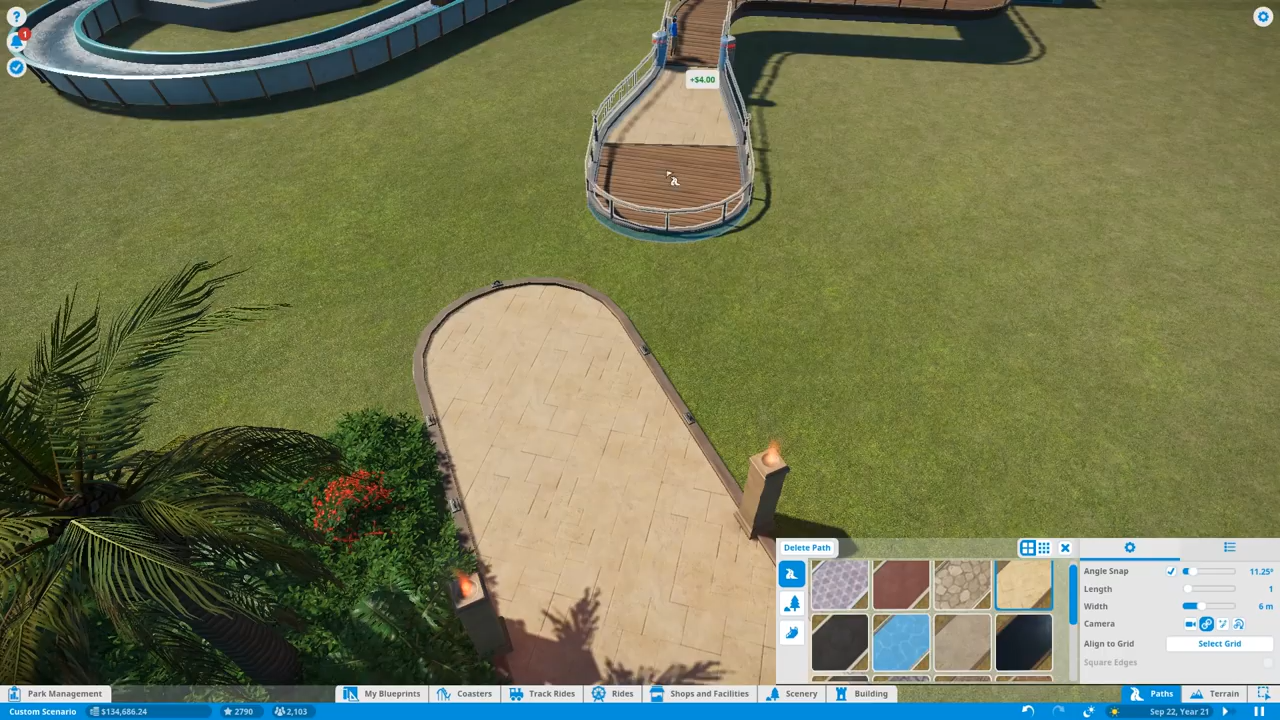 ?
1
+$4.00
Delete Path
Angle Snap 11.25°
Length 1
Width 6 m
Camera
Align to Grid Select Grid
Square Edges
Park Management My Blueprints Coasters Track Rides Rides Shops and Facilities Scenery Building Paths Terrain
Custom Scenario $134,686.24 2790 2,103 Sep 22, Year 21